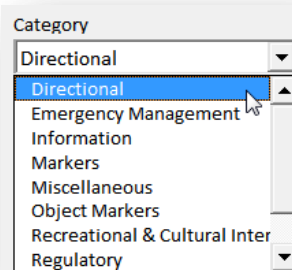 Category
Directional
Directional
Emergency Management
Information
Markers
Miscellaneous
Object Markers
Recreational & Cultural Inter
Regulatory